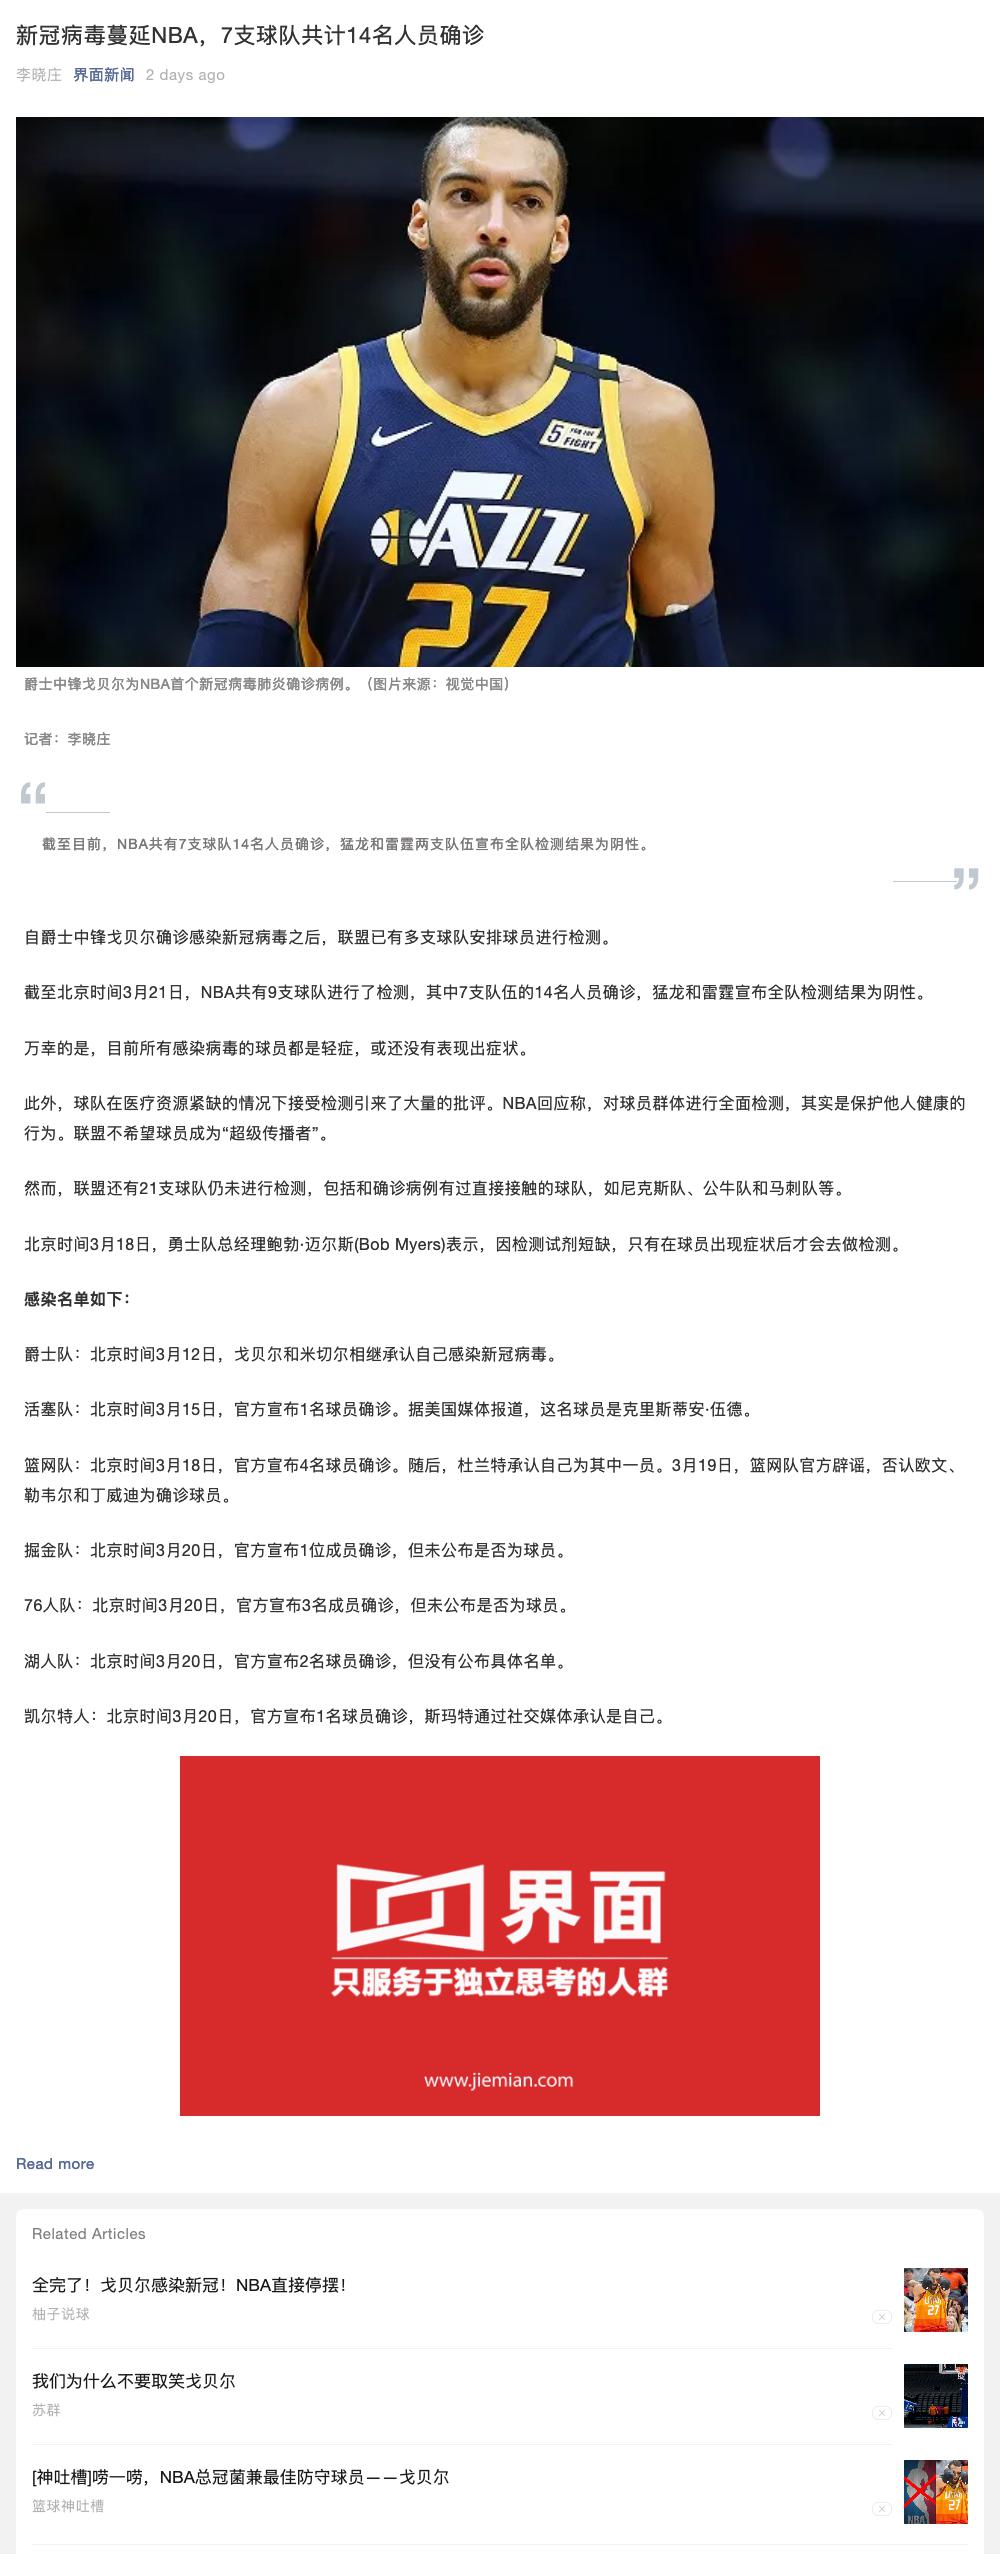 新冠病毒蔓延NBA，7支球队共计14名人员确诊
李晓庄 界面新闻 2 days ago
5 FOR THE FIGHT
JAZZ
27
爵士中锋戈贝尔为NBA首个新冠病毒肺炎确诊病例。（图片来源：视觉中国）
记者：李晓庄
“
截至目前，NBA共有7支球队14名人员确诊，猛龙和雷霆两支队伍宣布全队检测结果为阴性。
”
自爵士中锋戈贝尔确诊感染新冠病毒之后，联盟已有多支球队安排球员进行检测。
截至北京时间3月21日，NBA共有9支球队进行了检测，其中7支队伍的14名人员确诊，猛龙和雷霆宣布全队检测结果为阴性。
万幸的是，目前所有感染病毒的球员都是轻症，或还没有表现出症状。
此外，球队在医疗资源紧缺的情况下接受检测引来了大量的批评。NBA回应称，对球员群体进行全面检测，其实是保护他人健康的
行为。联盟不希望球员成为“超级传播者”。
然而，联盟还有21支球队仍未进行检测，包括和确诊病例有过直接接触的球队，如尼克斯队、公牛队和马刺队等。
北京时间3月18日，勇士队总经理鲍勃·迈尔斯(Bob Myers)表示，因检测试剂短缺，只有在球员出现症状后才会去做检测。
感染名单如下：
爵士队：北京时间3月12日，戈贝尔和米切尔相继承认自己感染新冠病毒。
活塞队：北京时间3月15日，官方宣布1名球员确诊。据美国媒体报道，这名球员是克里斯蒂安·伍德。
篮网队：北京时间3月18日，官方宣布4名球员确诊。随后，杜兰特承认自己为其中一员。3月19日，篮网队官方辟谣，否认欧文、
勒韦尔和丁威迪为确诊球员。
掘金队：北京时间3月20日，官方宣布1位成员确诊，但未公布是否为球员。
76人队：北京时间3月20日，官方宣布3名成员确诊，但未公布是否为球员。
湖人队：北京时间3月20日，官方宣布2名球员确诊，但没有公布具体名单。
凯尔特人：北京时间3月20日，官方宣布1名球员确诊，斯玛特通过社交媒体承认是自己。
界面
只服务于独立思考的人群
www.jiemian.com
Read more
Related Articles
全完了！戈贝尔感染新冠！NBA直接停摆！
柚子说球
27
我们为什么不要取笑戈贝尔
苏群
[神吐槽]唠一唠，NBA总冠菌兼最佳防守球员——戈贝尔
篮球神吐槽
NBA
27